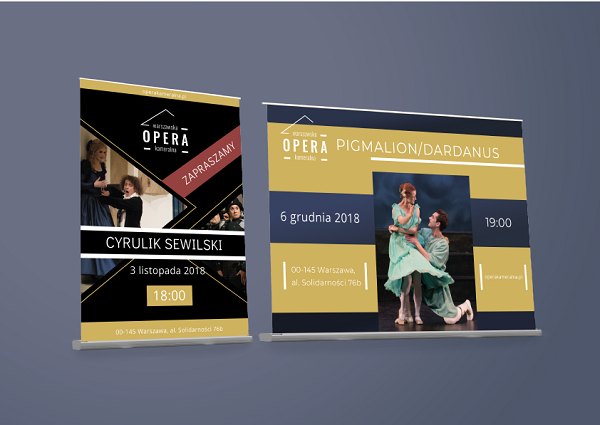 operakameralna.pl
warszawska
OPERA
kameralna
ZAPRASZAMY
CYRULIK SEWILSKI
3 listopada 2018
18:00
00-145 Warszawa, al. Solidarności 76b
warszawska
OPERA
kameralna
PIGMALION/DARDANUS
6 grudnia 2018
19:00
00-145 Warszawa,
al. Solidarności 76b
operakameralna.pl